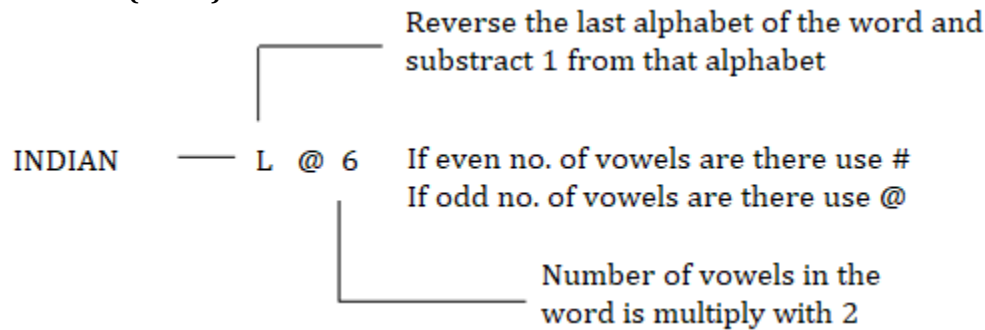 Reverse the last alphabet of the word and
substract 1 from that alphabet
INDIAN L @ 6 If even no. of vowels are there use #
If odd no. of vowels are there use @
Number of vowels in the
word is multiply with 2